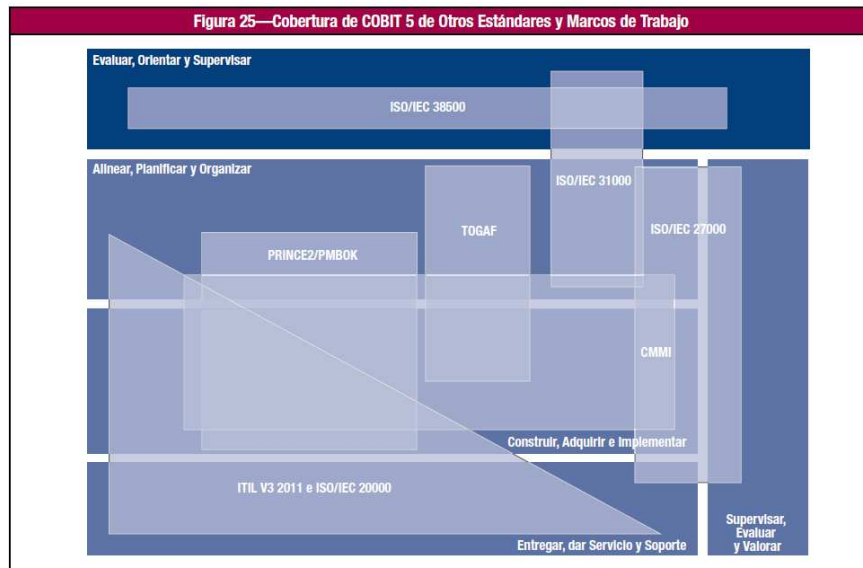 Figura 25—Cobertura de COBIT 5 de Otros Estándares y Marcos de Trabajo
Evaluar, Orientar y Supervisar
ISO/IEC 38500
Alinear, Planificar y Organizar
ISO/IEC 31000
TOGAF
ISO/IEC 27000
PRINCE2/PMBOK
CMMI
Construir, Adquirir e Implementar
ITIL V3 2011 e ISO/IEC 20000
Entregar, dar Servicio y Soporte
Supervisar,
Evaluar
y Valorar